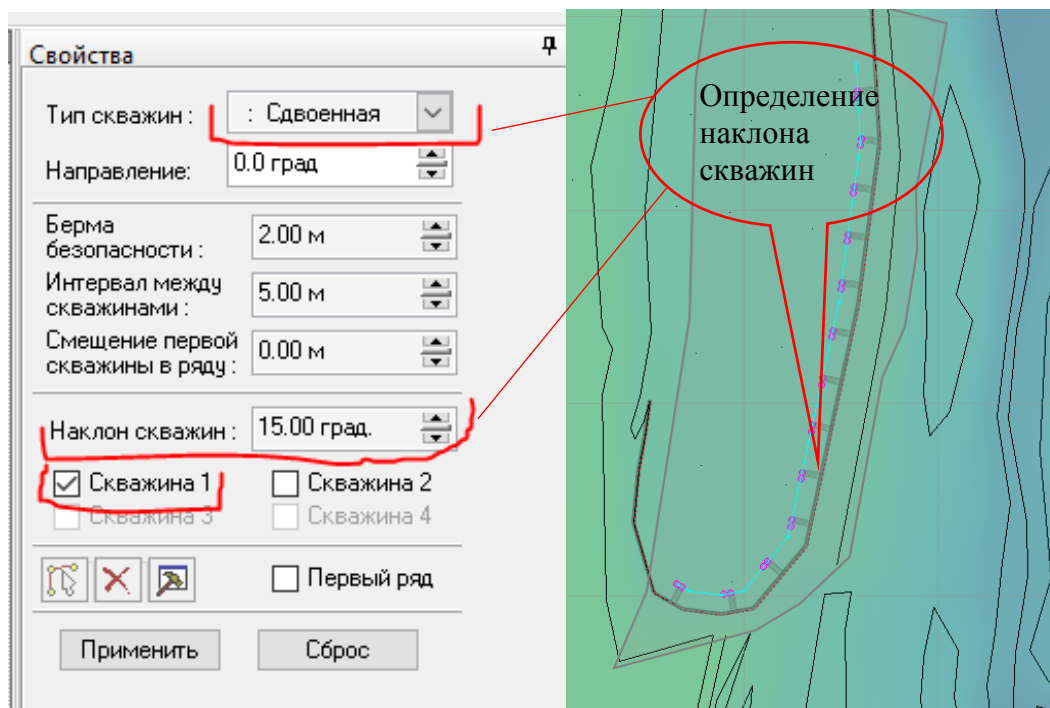 Свойства
Тип скважин :
: Сдвоенная
Направление:
0.0 град
Берма
безопасности :
2.00 м
Интервал между
скважинами :
5.00 м
Смещение первой
скважины в ряду :
0.00 м
Наклон скважин :
15.00 град.
Скважина 1
Скважина 2
Скважина 3
Скважина 4
Первый ряд
Применить
Сброс
Определение
наклона
скважин